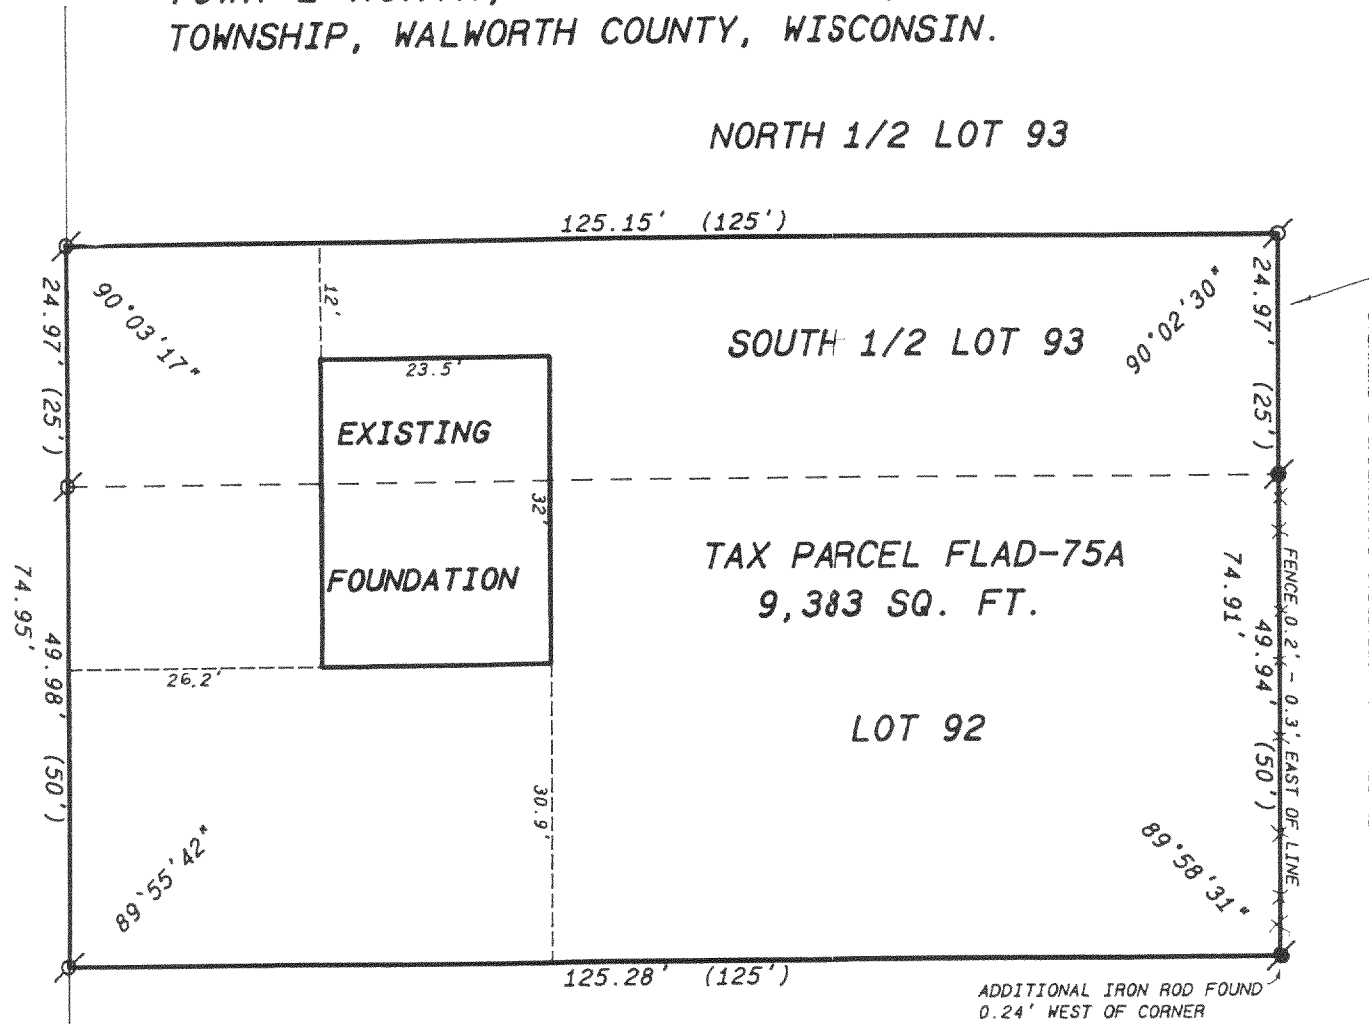 TOWNSHIP, WALWORTH COUNTY, WISCONSIN.
NORTH 1/2 LOT 93
125.15' (125')
24.97' (25')
90°03'17"
12'
23.5'
EXISTING
FOUNDATION
32'
SOUTH 1/2 LOT 93
90°02'30"
24.97' (25')
TAX PARCEL FLAD-75A
9,383 SQ. FT.
74.95'
49.98' (50')
26.2'
30.9'
LOT 92
74.91'
49.94' (50')
FENCE 0.2' - 0.3' EAST OF LINE
89°55'42"
89°58'31"
125.28' (125')
ADDITIONAL IRON ROD FOUND
0.24' WEST OF CORNER